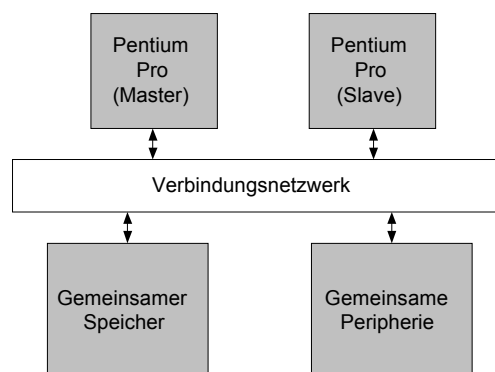 Pentium
Pro
(Master)
Pentium
Pro
(Slave)
Verbindungsnetzwerk
Gemeinsamer
Speicher
Gemeinsame
Peripherie